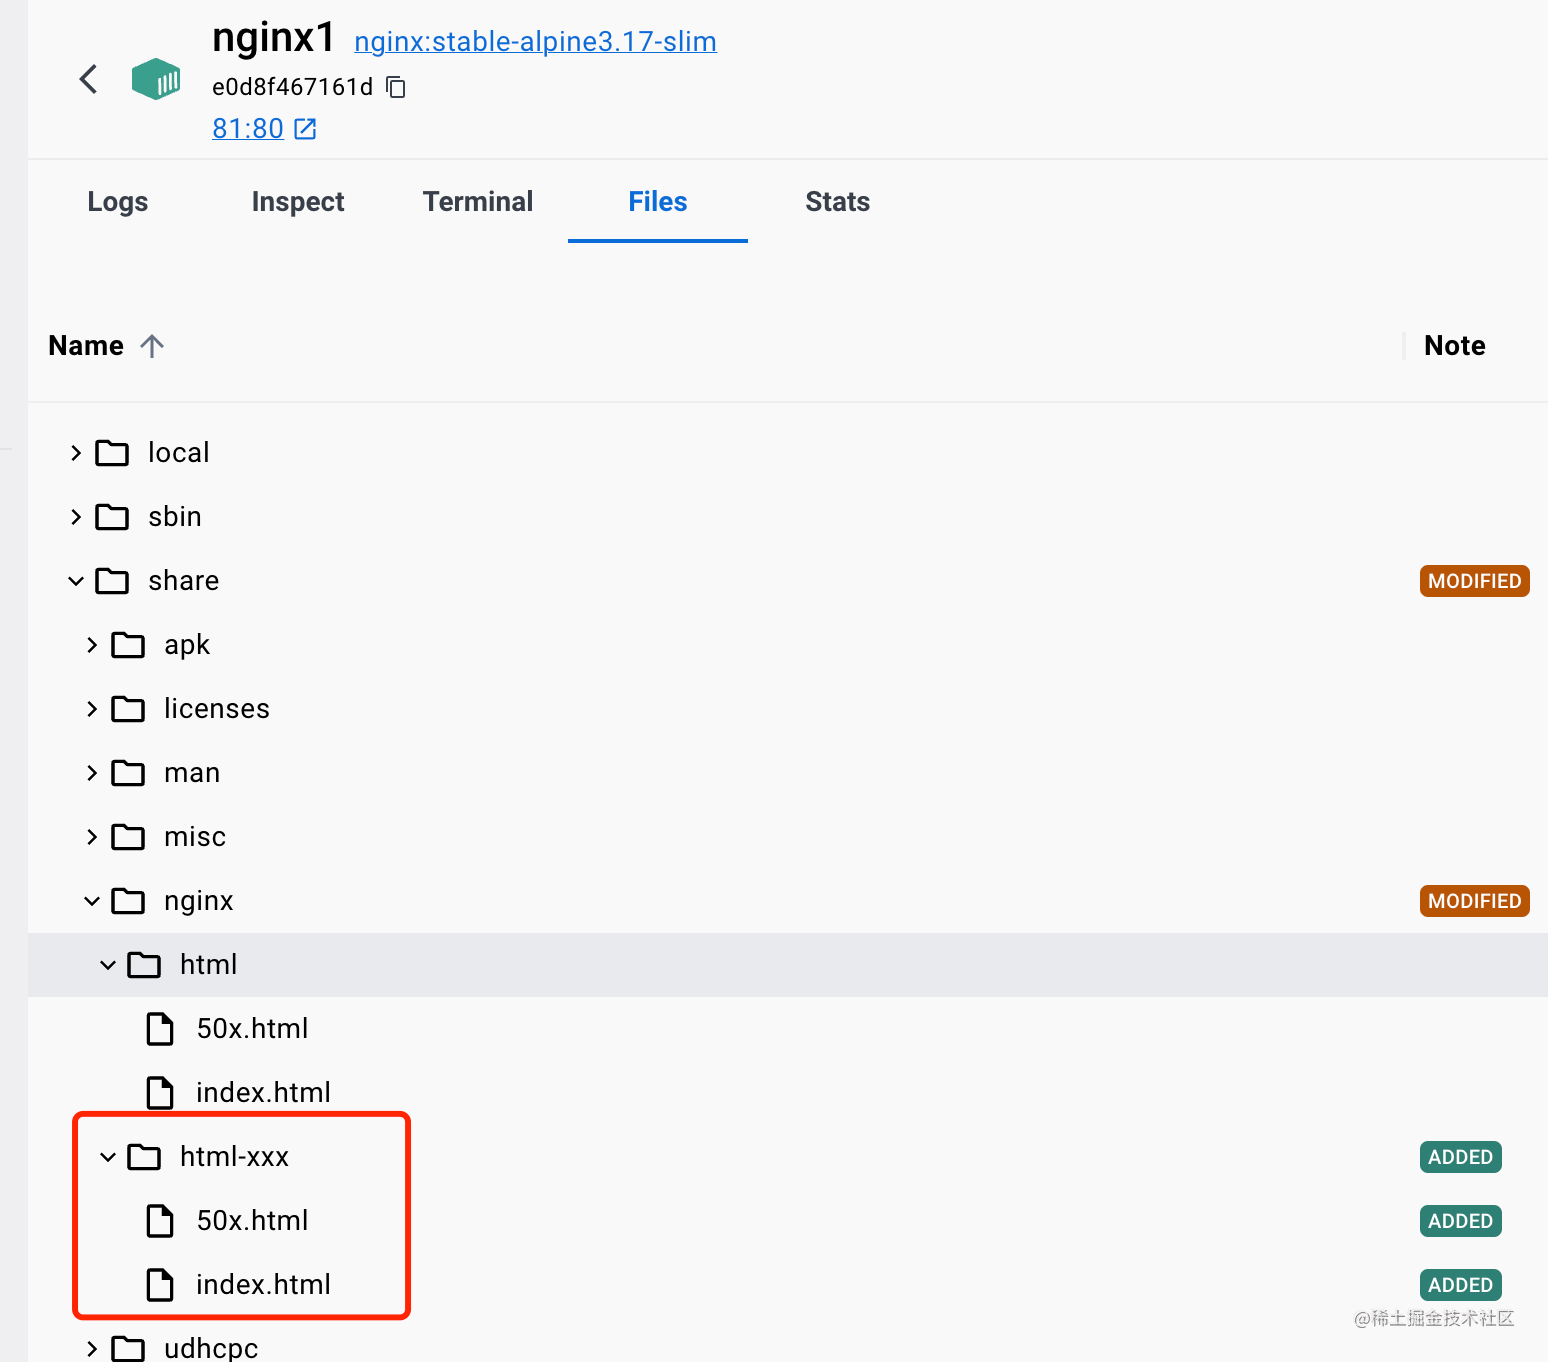 nginx1 nginx:stable-alpine3.17-slim
e0d8f467161d
81:80
Logs Inspect Terminal Files Stats
Name Note
local
sbin
share MODIFIED
apk
licenses
man
misc
nginx MODIFIED
html
50x.html
index.html
html-xxx ADDED
50x.html ADDED
index.html ADDED
@稀土掘金技术社区
udhcpc